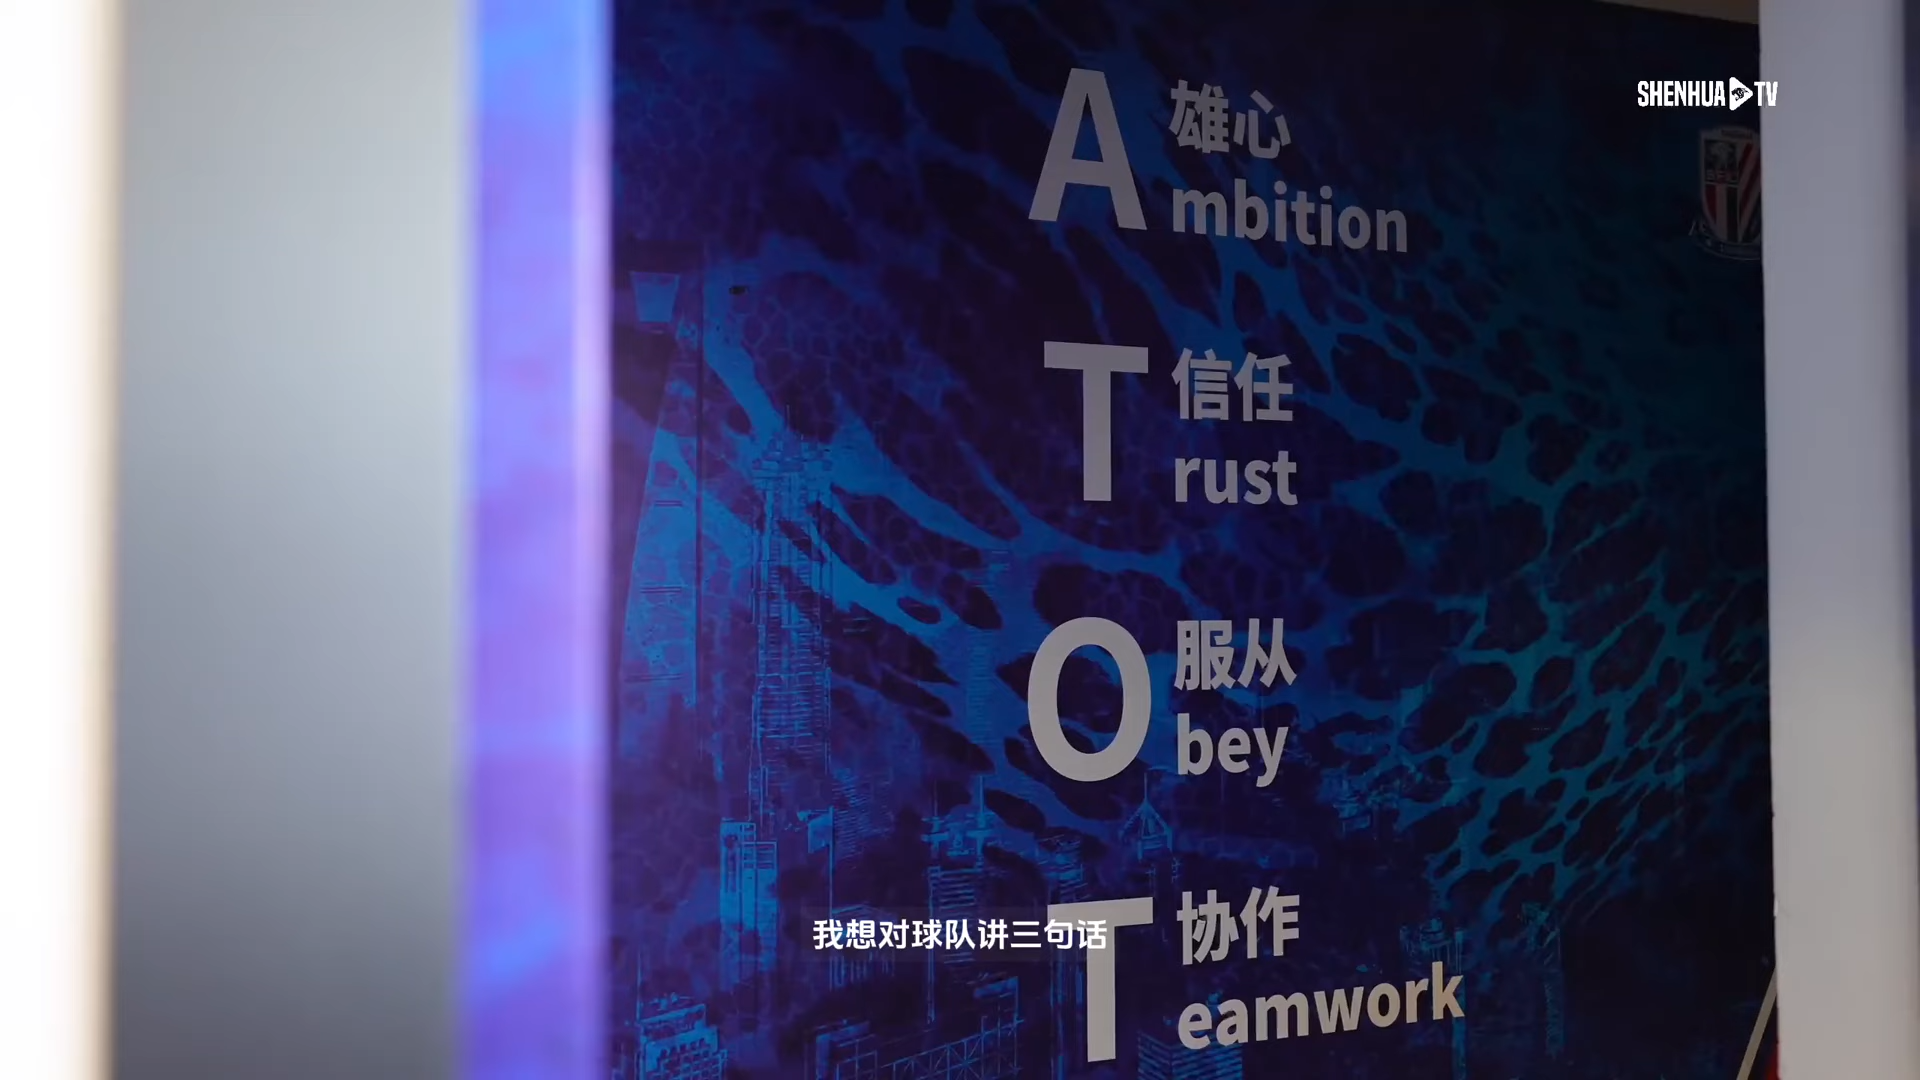 SHENHUA TV
雄心
Ambition
信任
Trust
服从
Obey
协作
Teamwork
我想对球队讲三句话